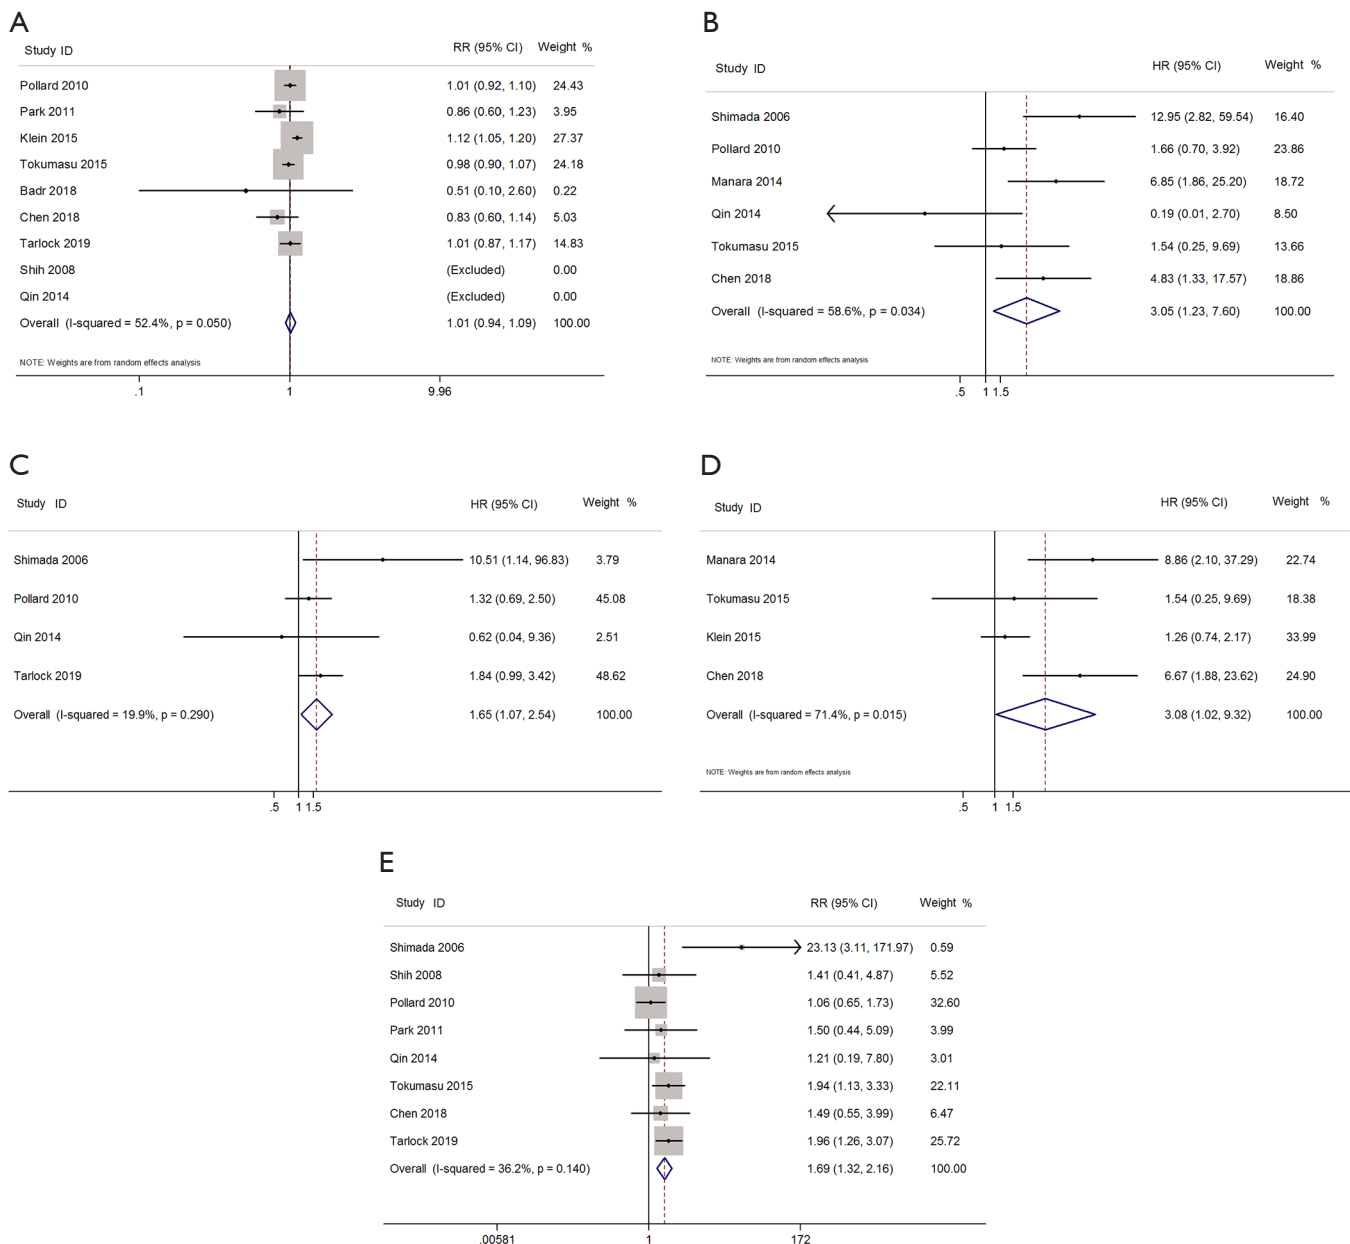 A
Study ID RR (95% CI) Weight %
Pollard 2010 1.01 (0.92, 1.10) 24.43
Park 2011 0.86 (0.60, 1.23) 3.95
Klein 2015 1.12 (1.05, 1.20) 27.37
Tokumasu 2015 0.98 (0.90, 1.07) 24.18
Badr 2018 0.51 (0.10, 2.60) 0.22
Chen 2018 0.83 (0.60, 1.14) 5.03
Tarlock 2019 1.01 (0.87, 1.17) 14.83
Shih 2008 (Excluded) 0.00
Qin 2014 (Excluded) 0.00
Overall (I-squared = 52.4%, p = 0.050) 1.01 (0.94, 1.09) 100.00
NOTE: Weights are from random effects analysis
.1 1 9.96
B
Study ID HR (95% CI) Weight %
Shimada 2006 12.95 (2.82, 59.54) 16.40
Pollard 2010 1.66 (0.70, 3.92) 23.86
Manara 2014 6.85 (1.86, 25.20) 18.72
Qin 2014 0.19 (0.01, 2.70) 8.50
Tokumasu 2015 1.54 (0.25, 9.69) 13.66
Chen 2018 4.83 (1.33, 17.57) 18.86
Overall (I-squared = 58.6%, p = 0.034) 3.05 (1.23, 7.60) 100.00
NOTE: Weights are from random effects analysis
.5 1 1.5
C
Study ID HR (95% CI) Weight %
Shimada 2006 10.51 (1.14, 96.83) 3.79
Pollard 2010 1.32 (0.69, 2.50) 45.08
Qin 2014 0.62 (0.04, 9.36) 2.51
Tarlock 2019 1.84 (0.99, 3.42) 48.62
Overall (I-squared = 19.9%, p = 0.290) 1.65 (1.07, 2.54) 100.00
.5 1 1.5
D
Study ID HR (95% CI) Weight %
Manara 2014 8.86 (2.10, 37.29) 22.74
Tokumasu 2015 1.54 (0.25, 9.69) 18.38
Klein 2015 1.26 (0.74, 2.17) 33.99
Chen 2018 6.67 (1.88, 23.62) 24.90
Overall (I-squared = 71.4%, p = 0.015) 3.08 (1.02, 9.32) 100.00
NOTE: Weights are from random effects analysis
.5 1 1.5
E
Study ID RR (95% CI) Weight %
Shimada 2006 23.13 (3.11, 171.97) 0.59
Shih 2008 1.41 (0.41, 4.87) 5.52
Pollard 2010 1.06 (0.65, 1.73) 32.60
Park 2011 1.50 (0.44, 5.09) 3.99
Qin 2014 1.21 (0.19, 7.80) 3.01
Tokumasu 2015 1.94 (1.13, 3.33) 22.11
Chen 2018 1.49 (0.55, 3.99) 6.47
Tarlock 2019 1.96 (1.26, 3.07) 25.72
Overall (I-squared = 36.2%, p = 0.140) 1.69 (1.32, 2.16) 100.00
.00581 1 172